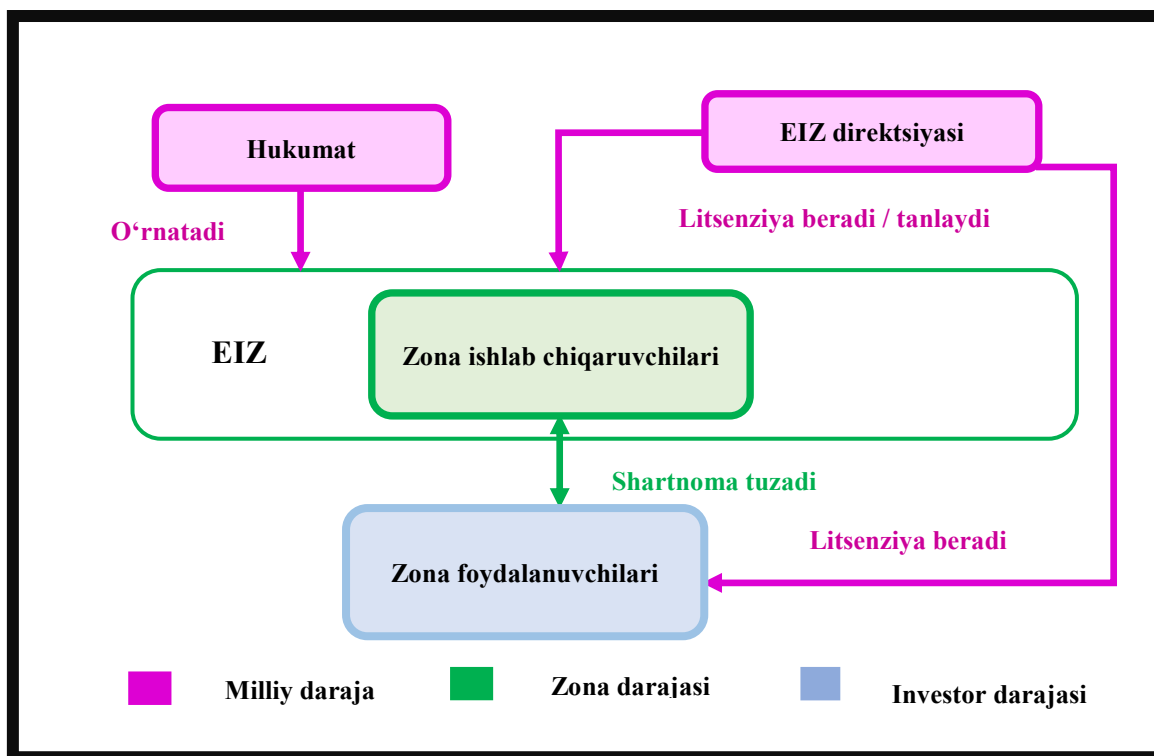 Hukumat
EIZ direktsiyasi
O‘rnatadi
Litsenziya beradi / tanlaydi
EIZ
Zona ishlab chiqaruvchilari
Shartnoma tuzadi
Litsenziya beradi
Zona foydalanuvchilari
Milliy daraja
Zona darajasi
Investor darajasi